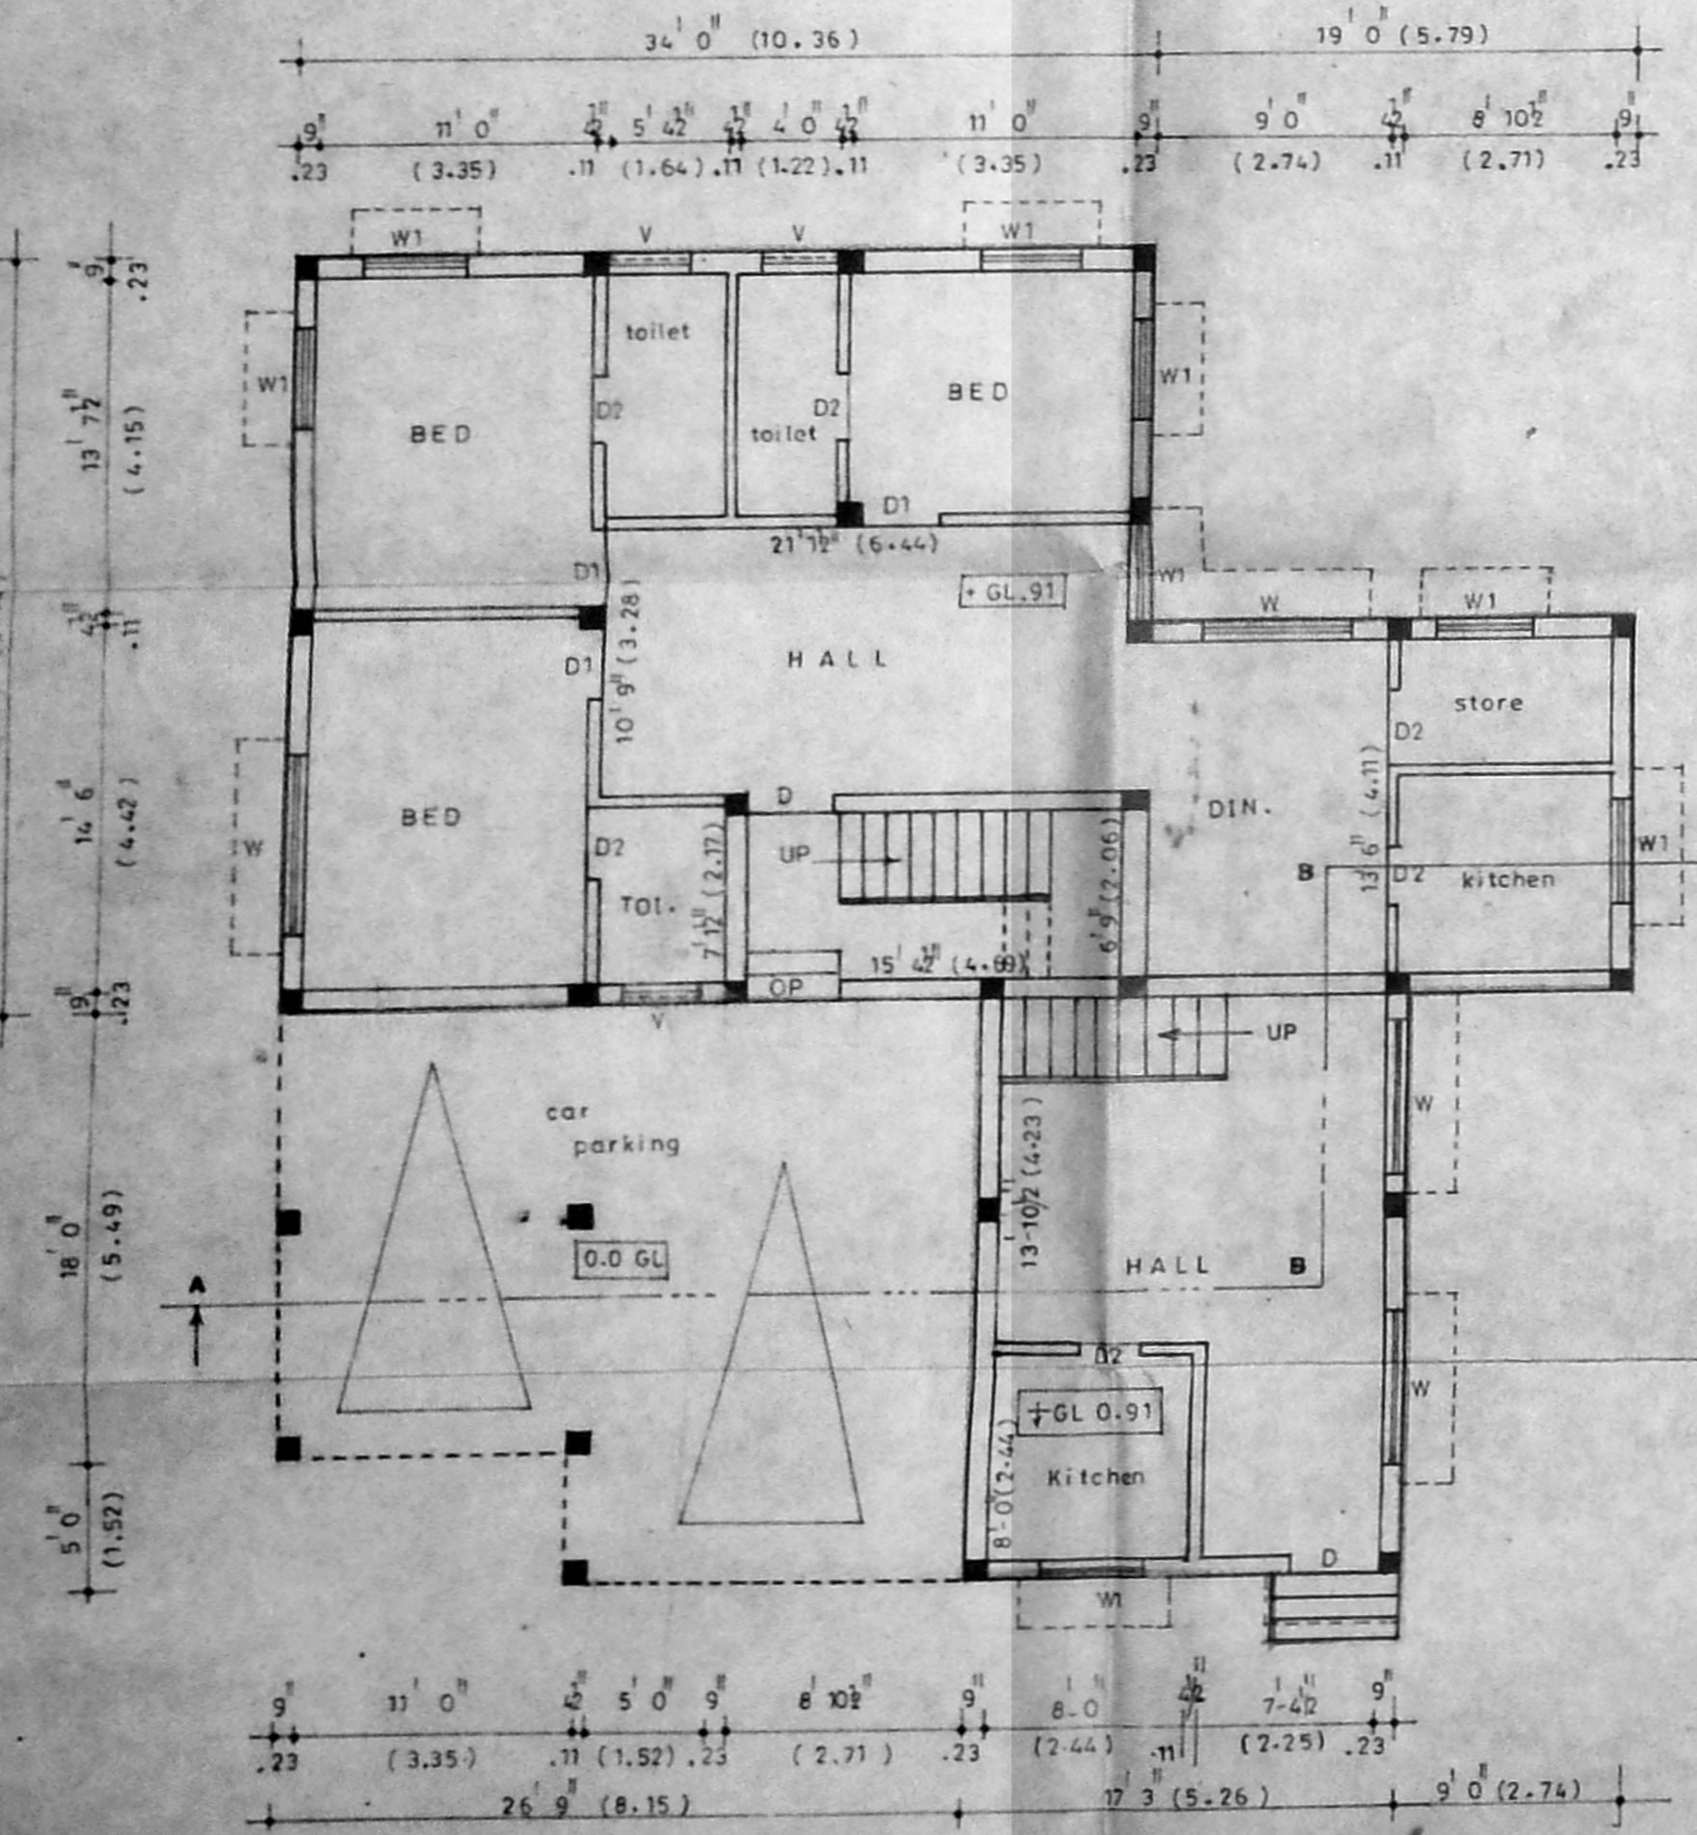 34' 0" (10.36)
19' 0" (5.79)
9" 11' 0" 4½" 5' 4½" 4½" 4' 0" 4½" 11' 0" 9" 9' 0" 4½" 8' 10½" 9"
.23 (3.35) .11 (1.64) .11 (1.22) .11 (3.35) .23 (2.74) .11 (2.71) .23
W1 V V W1
9" .23
toilet
W1 D2 BED D2 BED W1
toilet
13' 7½" (4.15)
D1
21' 1½" (6.44)
D1 W1
+ GL.91
4½" .11
W W1
D1 10' 9" (3.28) HALL
store
D2
14' 6" (4.42)
D DIN. 13' 6" (4.11)
BED
W D2 UP W1
TOI. 7' 1½" (2.17) 6' 9" (2.06) B D2 kitchen
15' 4½" (4.69)
OP
9" .23
V
UP
W
car
parking
13'-10½" (4.23)
18' 0" (5.49)
0.0 GL
HALL B
A
D2
W
+GL 0.91
8'-0" (2.44)
Kitchen
5' 0" (1.52)
D
W1
9" 11' 0" 4½" 5' 0" 9" 8' 10½" 9" 8'-0" 4½" 7'-4½" 9"
.23 (3.35) .11 (1.52) .23 (2.71) .23 (2.44) .11 (2.25) .23
26' 9" (8.15) 17' 3" (5.26) 9' 0" (2.74)